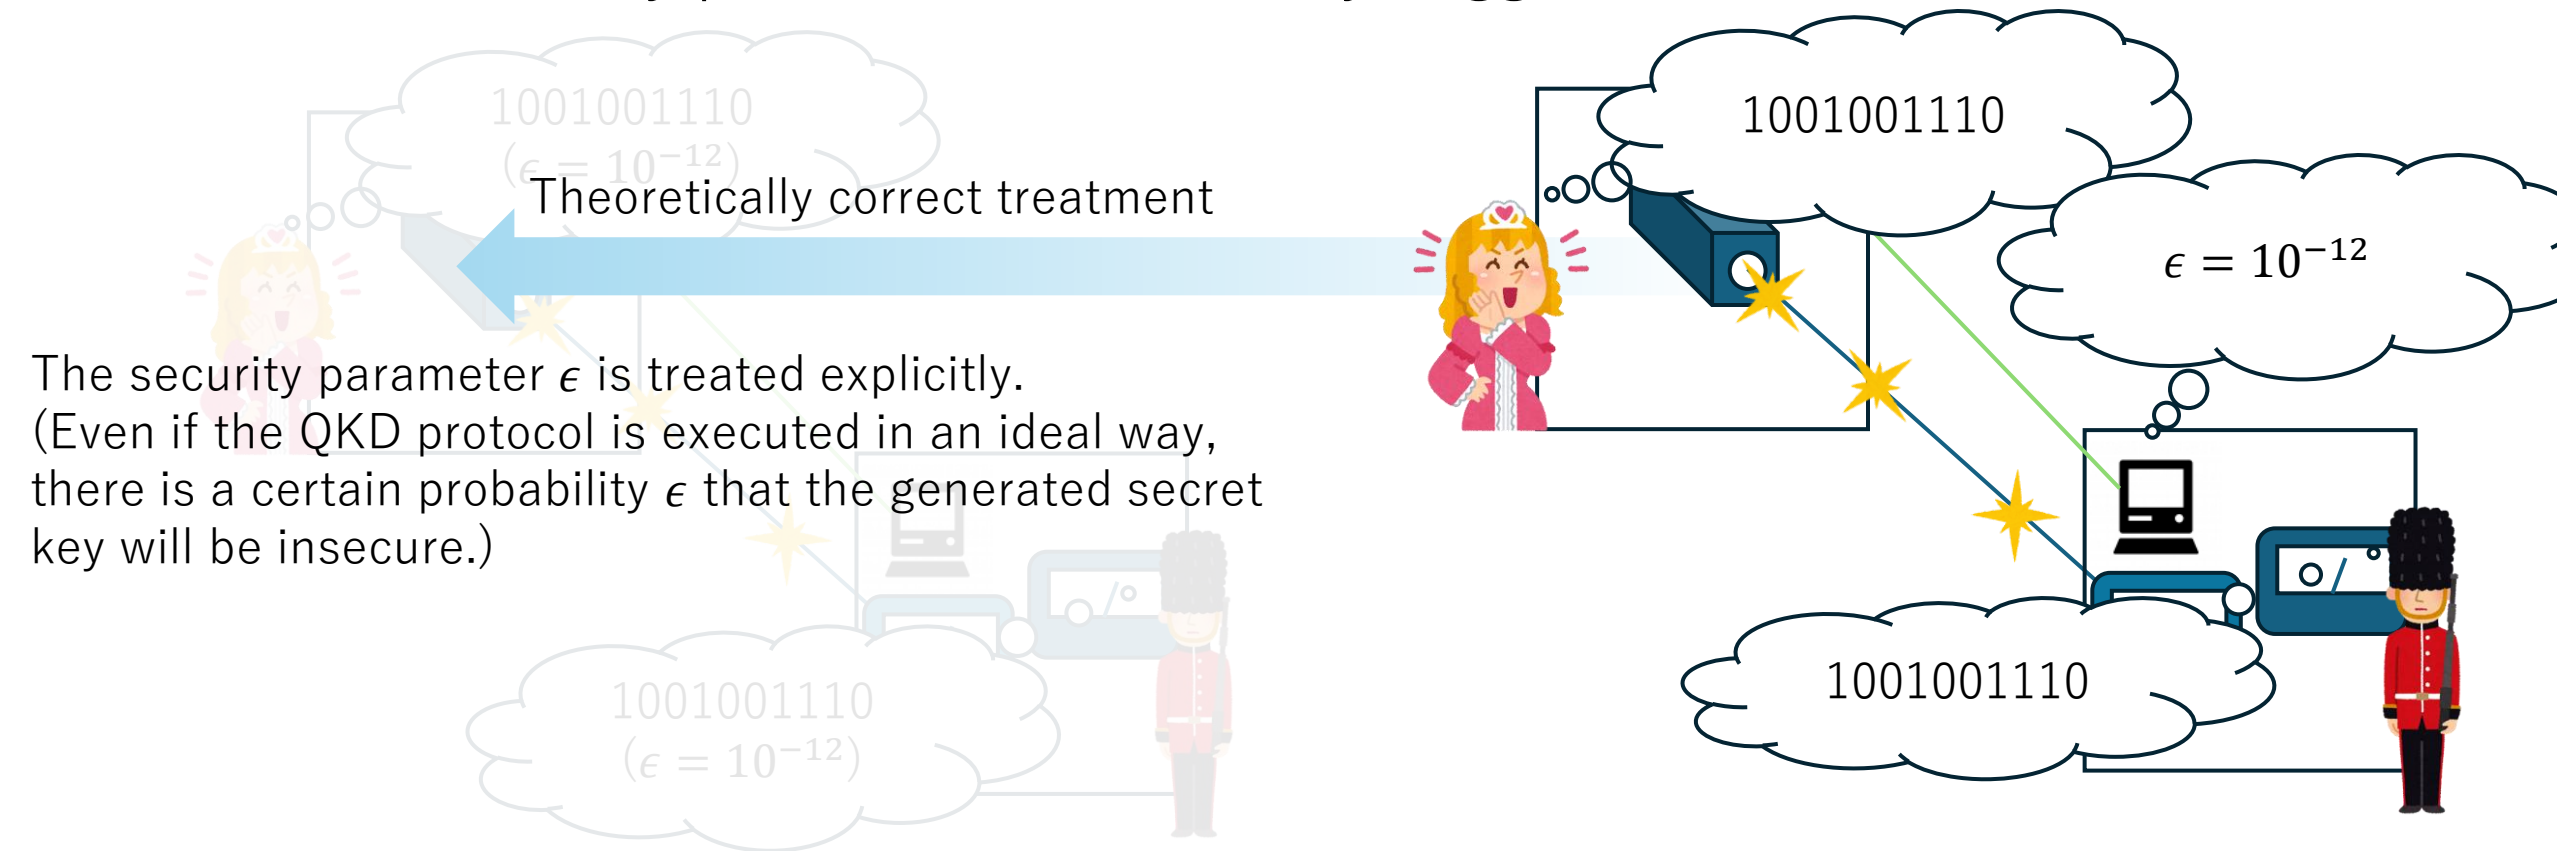 1001001110
(ϵ = 10⁻¹²)
Theoretically correct treatment
The security parameter ϵ is treated explicitly.
(Even if the QKD protocol is executed in an ideal way,
there is a certain probability ϵ that the generated secret
key will be insecure.)
1001001110
(ϵ = 10⁻¹²)
1001001110
ϵ = 10⁻¹²
1001001110